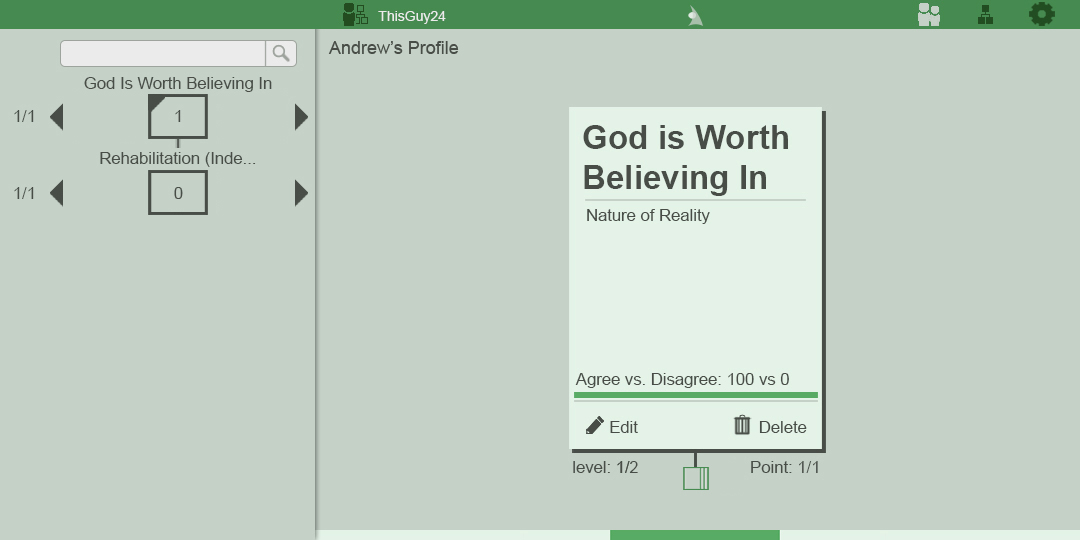 ThisGuy24
Andrew's Profile
God Is Worth Believing In
1/1
1
Rehabilitation (Inde...
1/1
0
God is Worth
Believing In
Nature of Reality
Agree vs. Disagree: 100 vs 0
Edit
Delete
level: 1/2
Point: 1/1